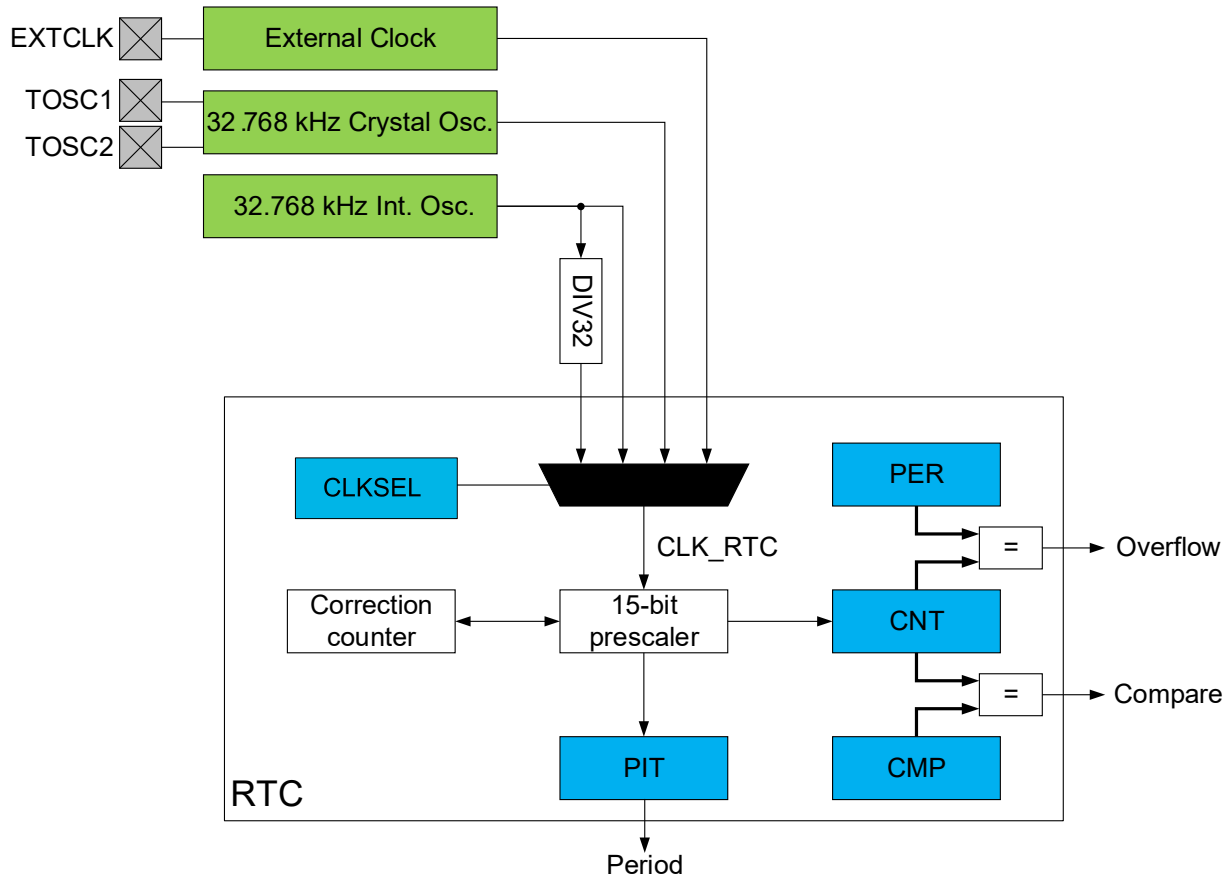 EXTCLK
External Clock
TOSC1
TOSC2
32.768 kHz Crystal Osc.
32.768 kHz Int. Osc.
DIV32
CLKSEL
PER
CLK_RTC
=
Overflow
Correction
counter
15-bit
prescaler
CNT
=
Compare
PIT
CMP
RTC
Period